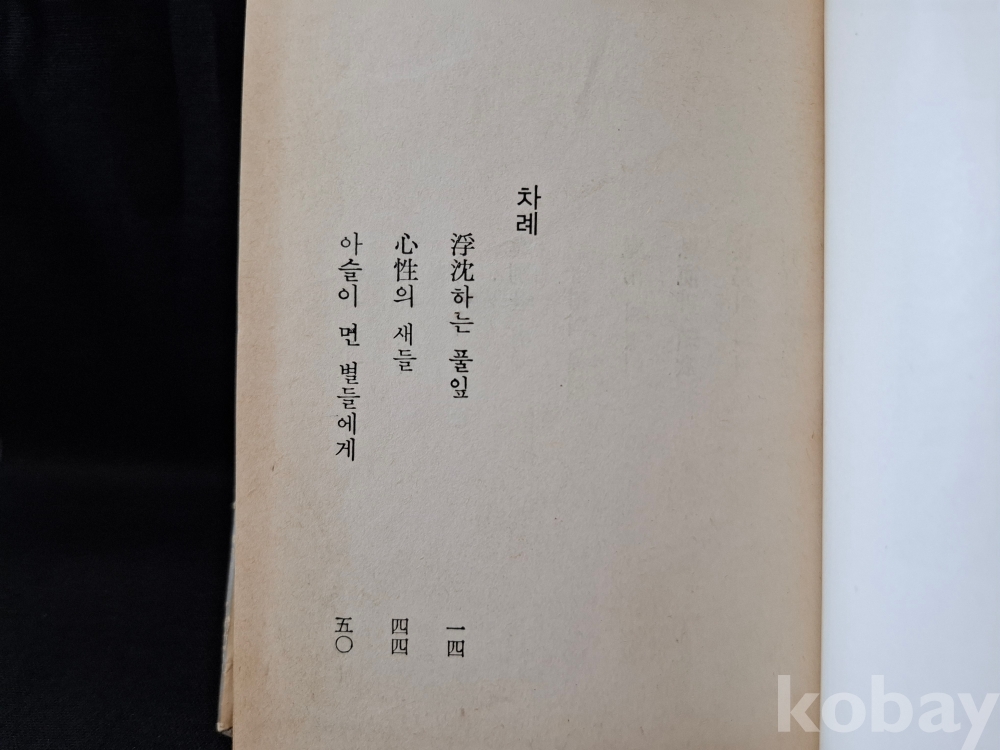 차례
浮沈하는 풀잎 一四
心性의 새들 四四
아슬이 면 별들에게 五〇
kobay